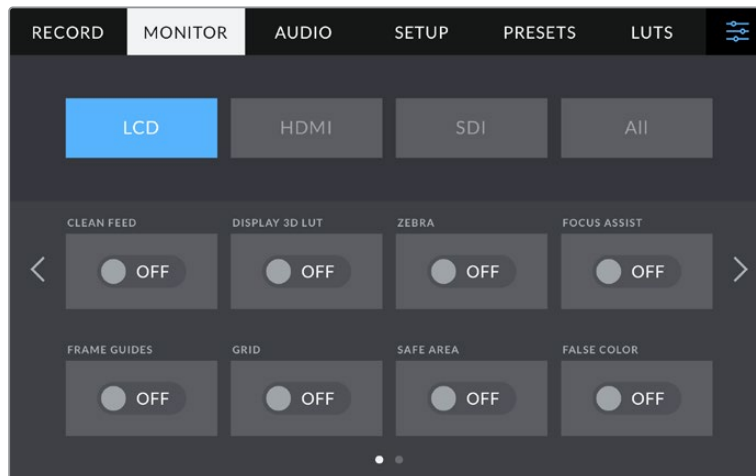 RECORD MONITOR AUDIO SETUP PRESETS LUTS
LCD HDMI SDI All
CLEAN FEED DISPLAY 3D LUT ZEBRA FOCUS ASSIST
OFF OFF OFF OFF
FRAME GUIDES GRID SAFE AREA FALSE COLOR
OFF OFF OFF OFF